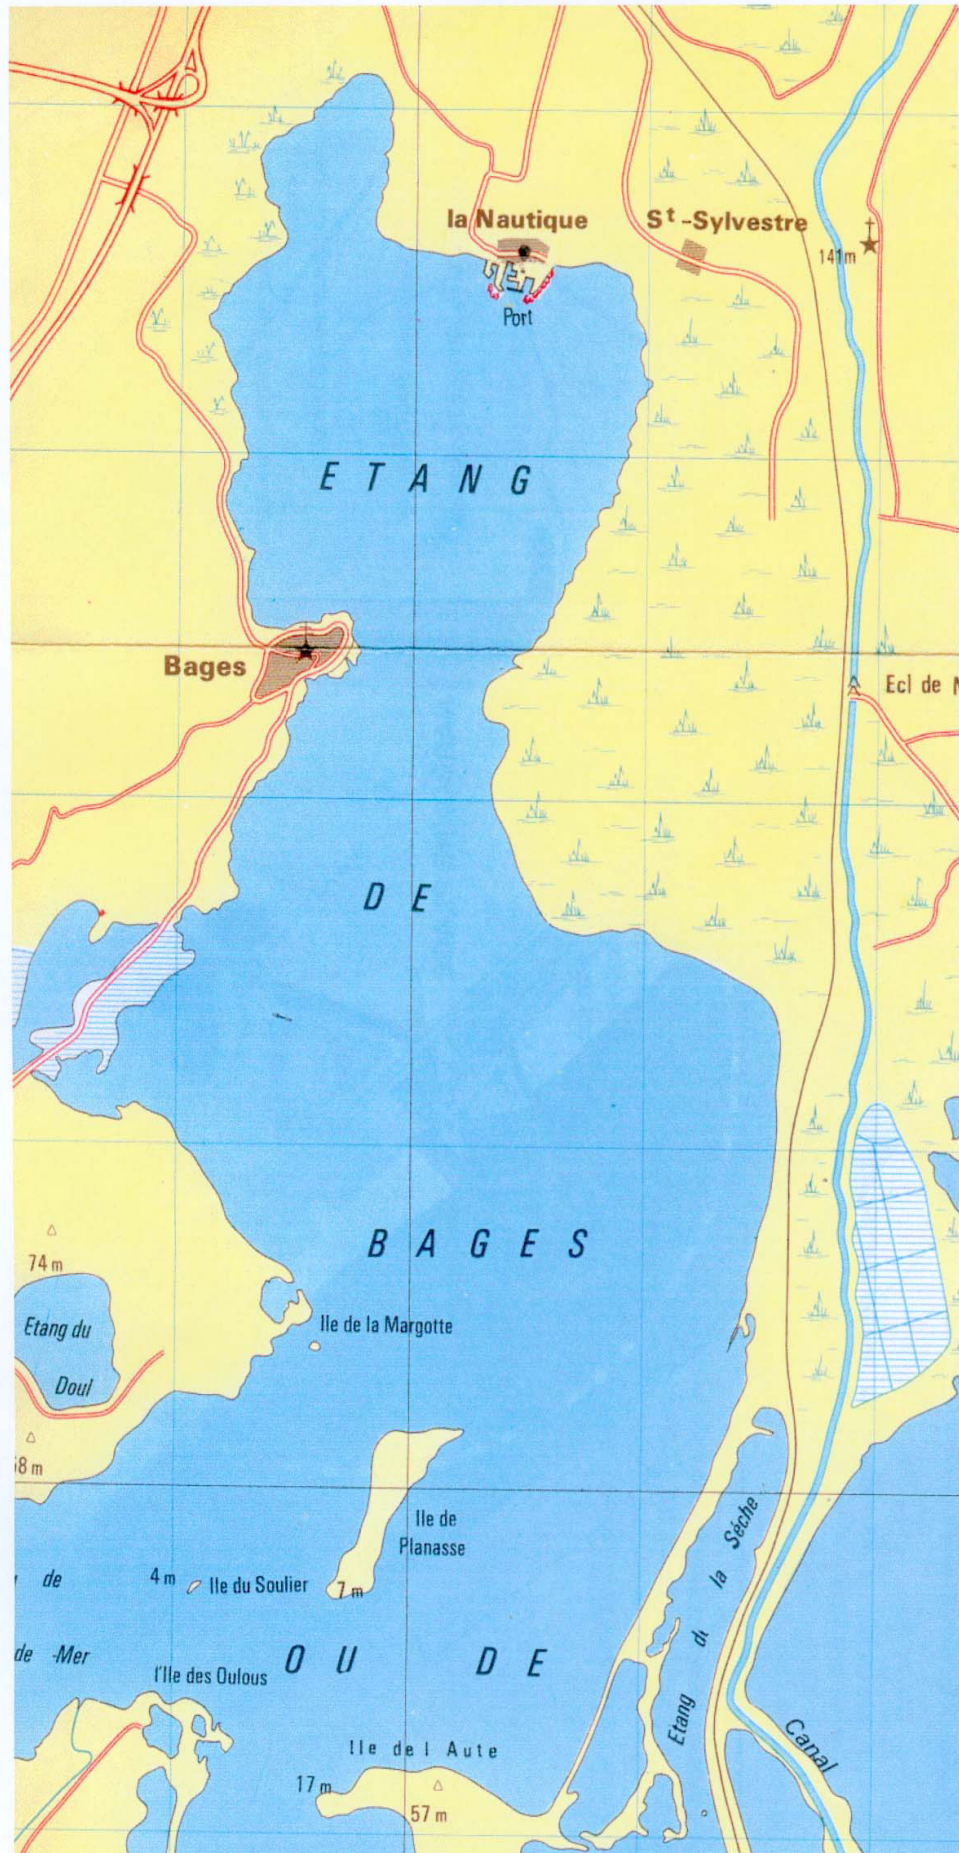 la Nautique
St -Sylvestre
141m
Port
ETANG
Bages
Ecl de
DE
BAGES
74 m
Etang du
Doul
Ile de la Margotte
8 m
Ile de
Planasse
de
4 m
Ile du Soulier
7 m
Etang du la Sèche
de -Mer
l'Ile des Oulous
OU DE
Ile de l Aute
17 m
57 m
Canal